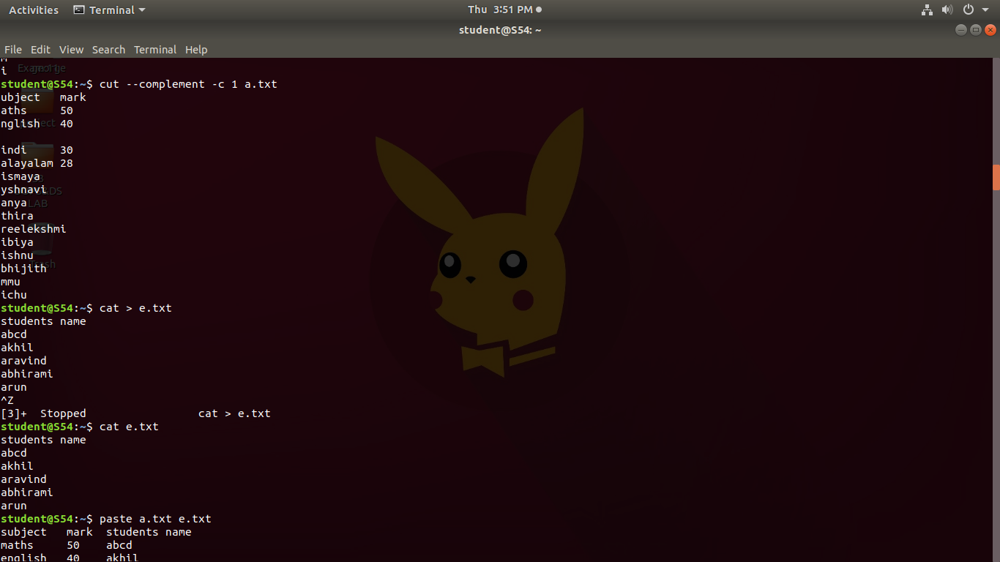 Activities Terminal Thu 3:51 PM
student@S54: ~
File Edit View Search Terminal Help
i
student@S54:~$ cut --complement -c 1 a.txt
ubject   mark
aths     50
nglish   40

indi     30
alayalam 28
ismaya
yshnavi
anya
thira
reelekshmi
ibiya
ishnu
bhijith
mmu
ichu
student@S54:~$ cat > e.txt
students name
abcd
akhil
aravind
abhirami
arun
^Z
[3]+  Stopped                 cat > e.txt
student@S54:~$ cat e.txt
students name
abcd
akhil
aravind
abhirami
arun
student@S54:~$ paste a.txt e.txt
subject   mark  students name
maths     50    abcd
english   40    akhil
LAB